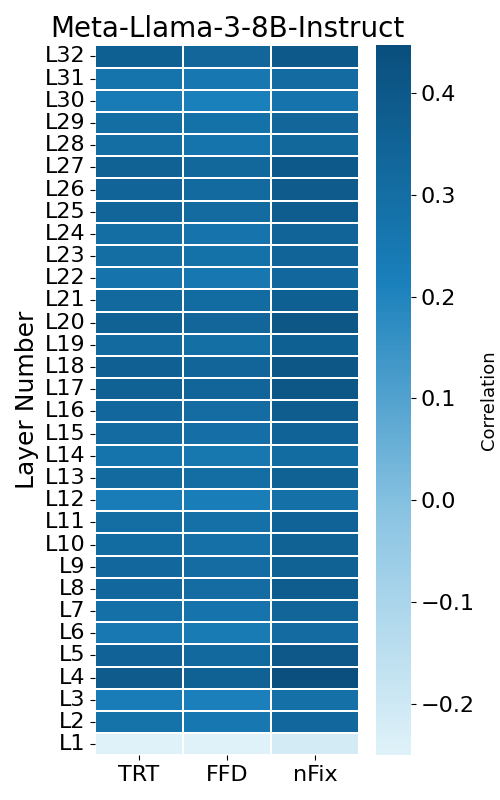 Meta-Llama-3-8B-Instruct
L32
L31
L30
L29
L28
L27
L26
L25
L24
L23
L22
L21
L20
L19
L18
L17
L16
L15
L14
L13
L12
L11
L10
L9
L8
L7
L6
L5
L4
L3
L2
L1
Layer Number
TRT FFD nFix
0.4
0.3
0.2
0.1
0.0
−0.1
−0.2
Correlation